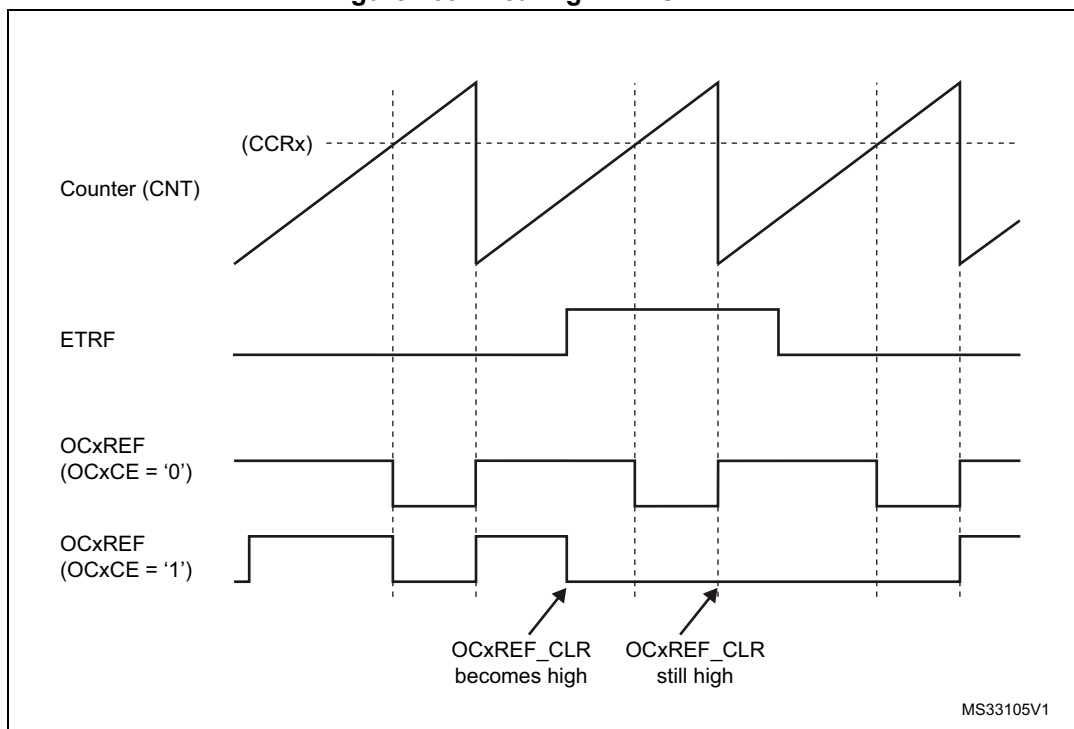 (CCRx)
Counter (CNT)
ETRF
OCxREF
(OCxCE = ‘0’)
OCxREF
(OCxCE = ‘1’)
OCxREF_CLR
becomes high
OCxREF_CLR
still high
MS33105V1